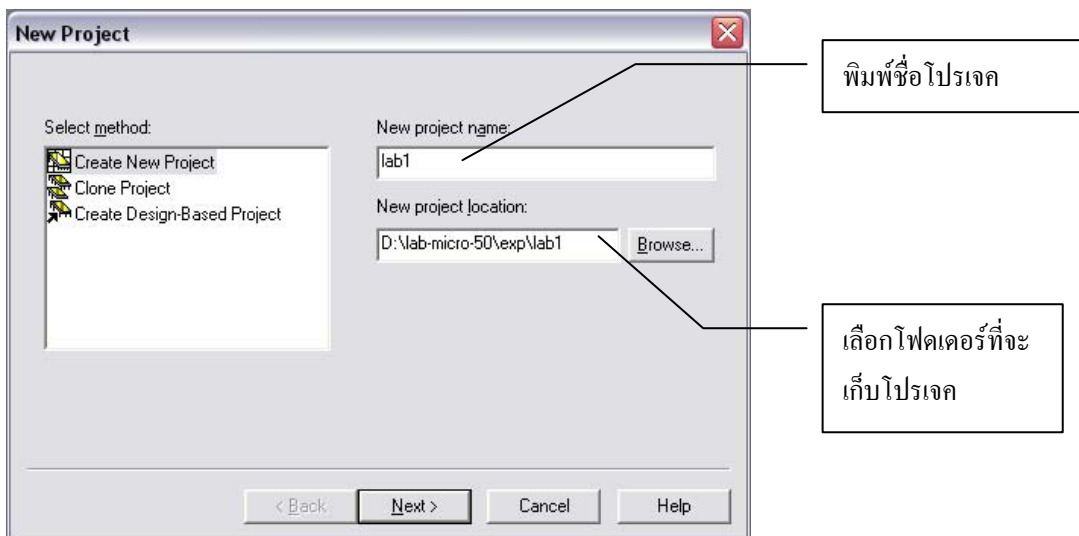 New Project
Select method:
Create New Project
Clone Project
Create Design-Based Project
New project name:
lab1
New project location:
D:\lab-micro-50\exp\lab1
Browse...
< Back
Next >
Cancel
Help
พิมพ์ชื่อโปรเจค
เลือกโฟดเดอร์ที่จะ
เก็บโปรเจค